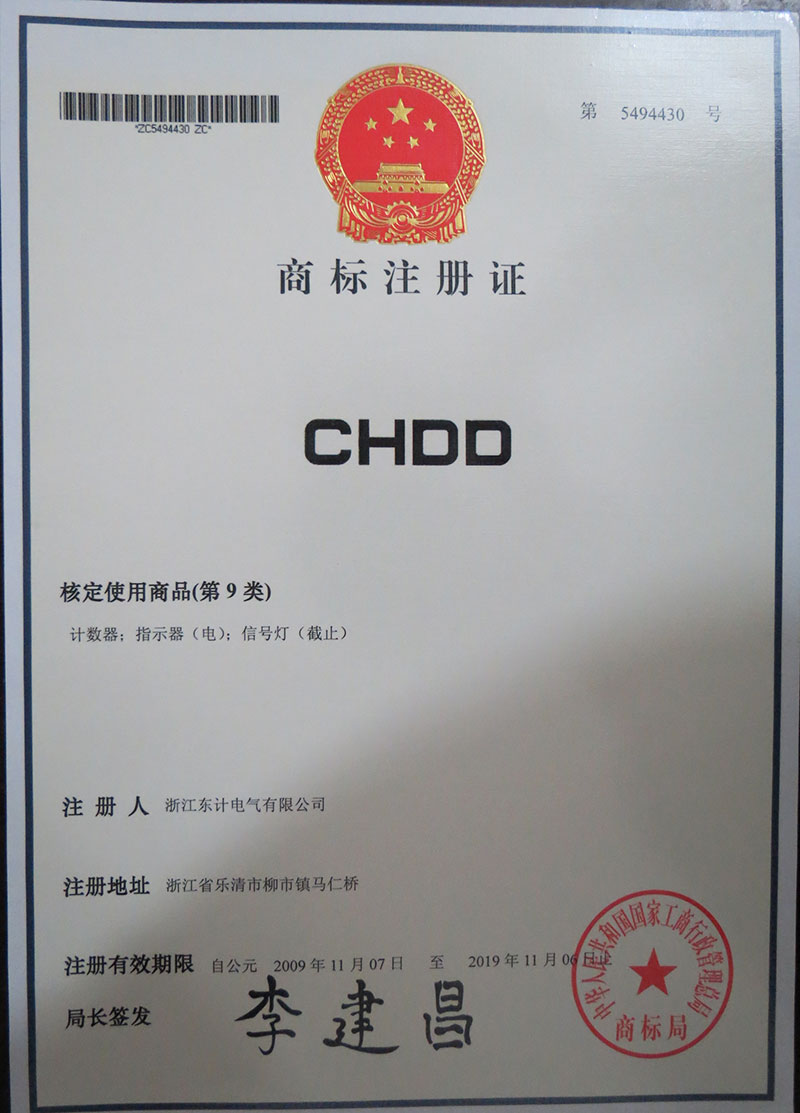 *ZC5494430 ZC*
第 5494430 号
商标注册证
CHDD
核定使用商品(第 9 类)
计数器；指示器（电）；信号灯（截止）
注 册 人 浙江东计电气有限公司
注册地址 浙江省乐清市柳市镇马仁桥
注册有效期限 自公元 2009 年 11 月 07 日 至 2019 年 11 月 06 日止
局长签发 李建昌
中华人民共和国国家工商行政管理总局
商标局